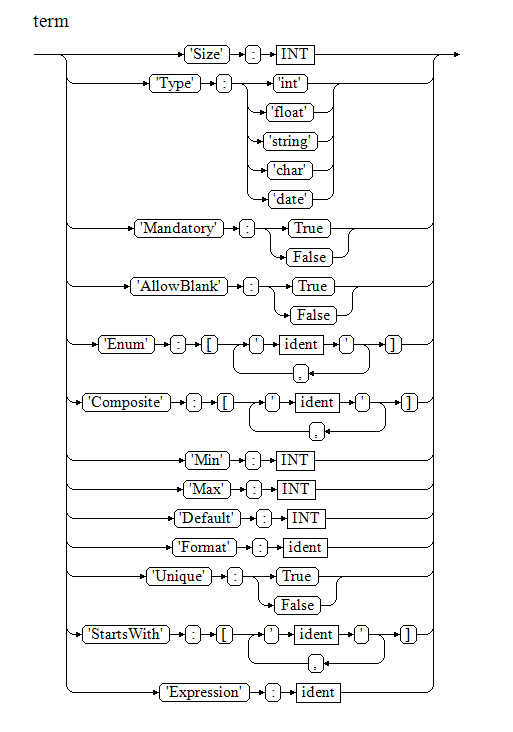 term
'Size' : INT
'Type' : 'int'
'float'
'string'
'char'
'date'
'Mandatory' : True
False
'AllowBlank' : True
False
'Enum' : [ ' ident ' ]
,
'Composite' : [ ' ident ' ]
,
'Min' : INT
'Max' : INT
'Default' : INT
'Format' : ident
'Unique' : True
False
'StartsWith' : [ ' ident ' ]
,
'Expression' : ident